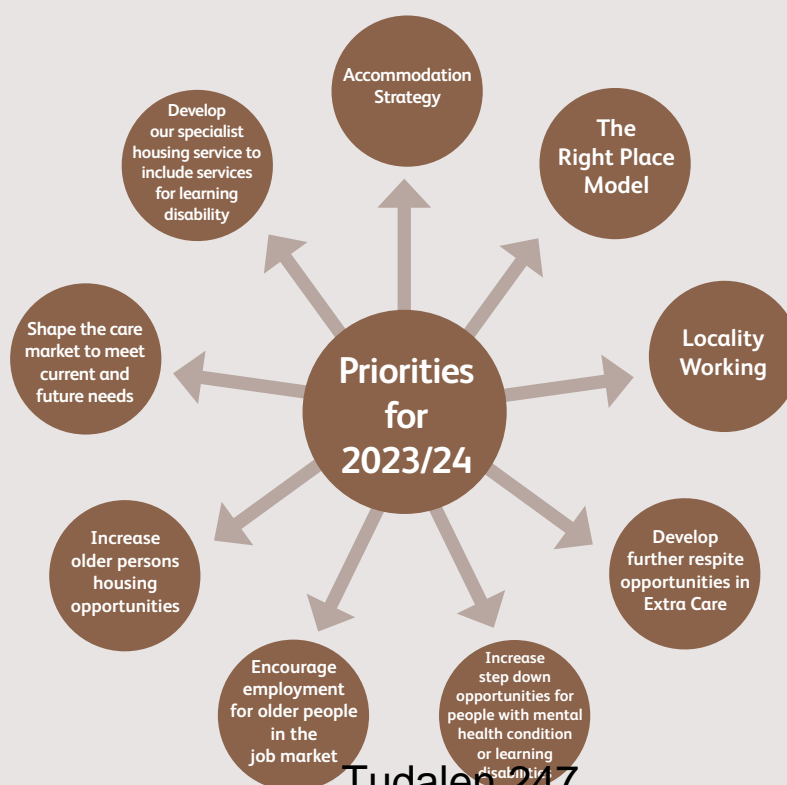 Accommodation
Strategy
The
Right Place
Model
Locality
Working
Develop
further respite
opportunities in
Extra Care
Increase
step down
opportunities for
people with mental
health condition
or learning
disabilities
Encourage
employment
for older people
in the
job market
Increase
older persons
housing
opportunities
Shape the care
market to meet
current and
future needs
Develop
our specialist
housing service to
include services
for learning
disability
Priorities
for
2023/24
Tudalen 247